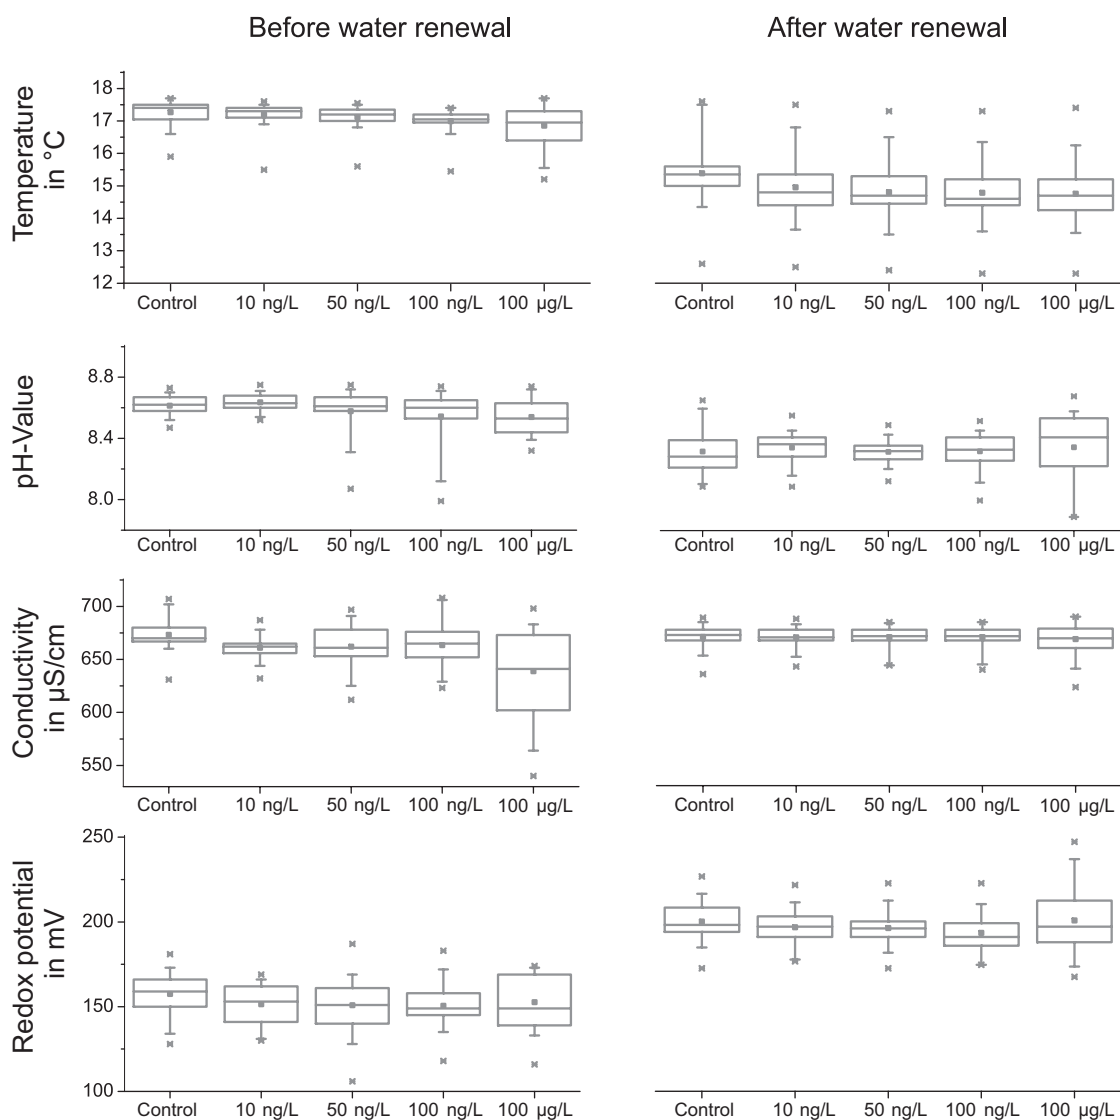 Before water renewal
After water renewal
Temperature
in °C
18
17
16
15
14
13
12
Control
10 ng/L
50 ng/L
100 ng/L
100 µg/L
Control
10 ng/L
50 ng/L
100 ng/L
100 µg/L
pH-Value
8.8
8.4
8.0
Control
10 ng/L
50 ng/L
100 ng/L
100 µg/L
Control
10 ng/L
50 ng/L
100 ng/L
100 µg/L
Conductivity
in µS/cm
700
650
600
550
Control
10 ng/L
50 ng/L
100 ng/L
100 µg/L
Control
10 ng/L
50 ng/L
100 ng/L
100 µg/L
Redox potential
in mV
250
200
150
100
Control
10 ng/L
50 ng/L
100 ng/L
100 µg/L
Control
10 ng/L
50 ng/L
100 ng/L
100 µg/L